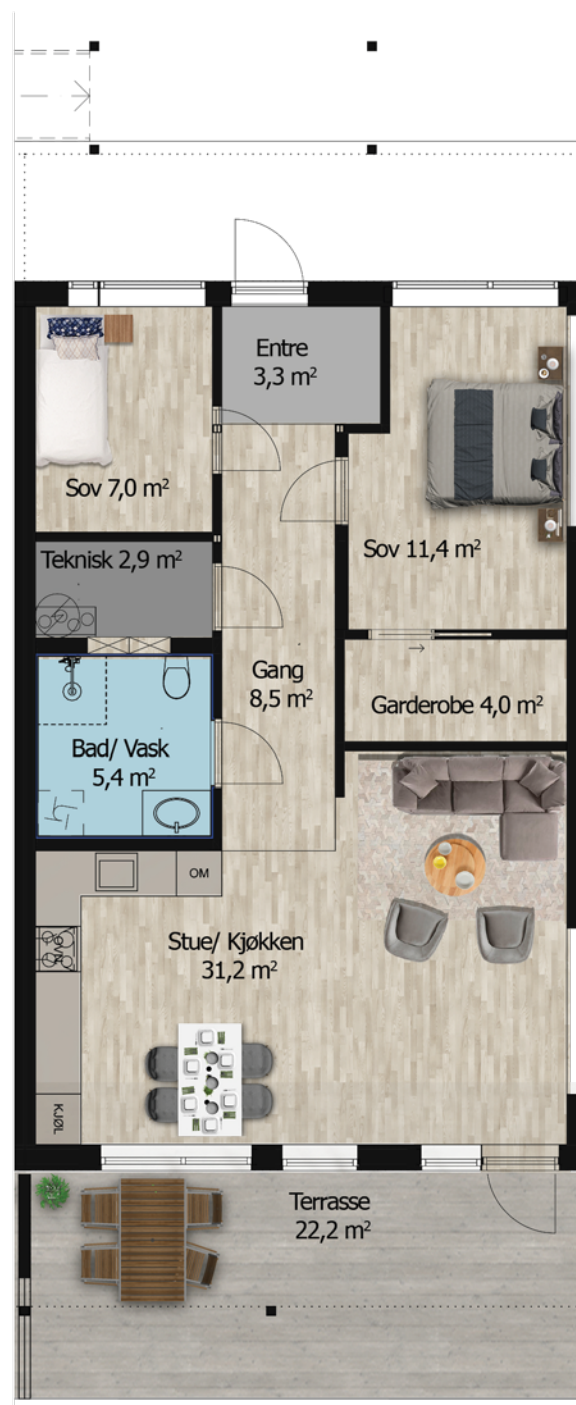 Entre
3,3 m²
Sov 7,0 m²
Sov 11,4 m²
Teknisk 2,9 m²
Gang
8,5 m²
Garderobe 4,0 m²
Bad/ Vask
5,4 m²
OM
OVN
Stue/ Kjøkken
31,2 m²
KJØL
Terrasse
22,2 m²